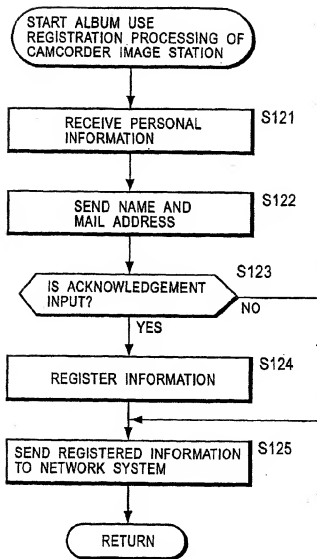 START ALBUM USE
REGISTRATION PROCESSING OF
CAMCORDER IMAGE STATION
S121
RECEIVE PERSONAL
INFORMATION
S122
SEND NAME AND
MAIL ADDRESS
S123
IS ACKNOWLEDGEMENT
INPUT?
NO
YES
S124
REGISTER INFORMATION
S125
SEND REGISTERED INFORMATION
TO NETWORK SYSTEM
RETURN